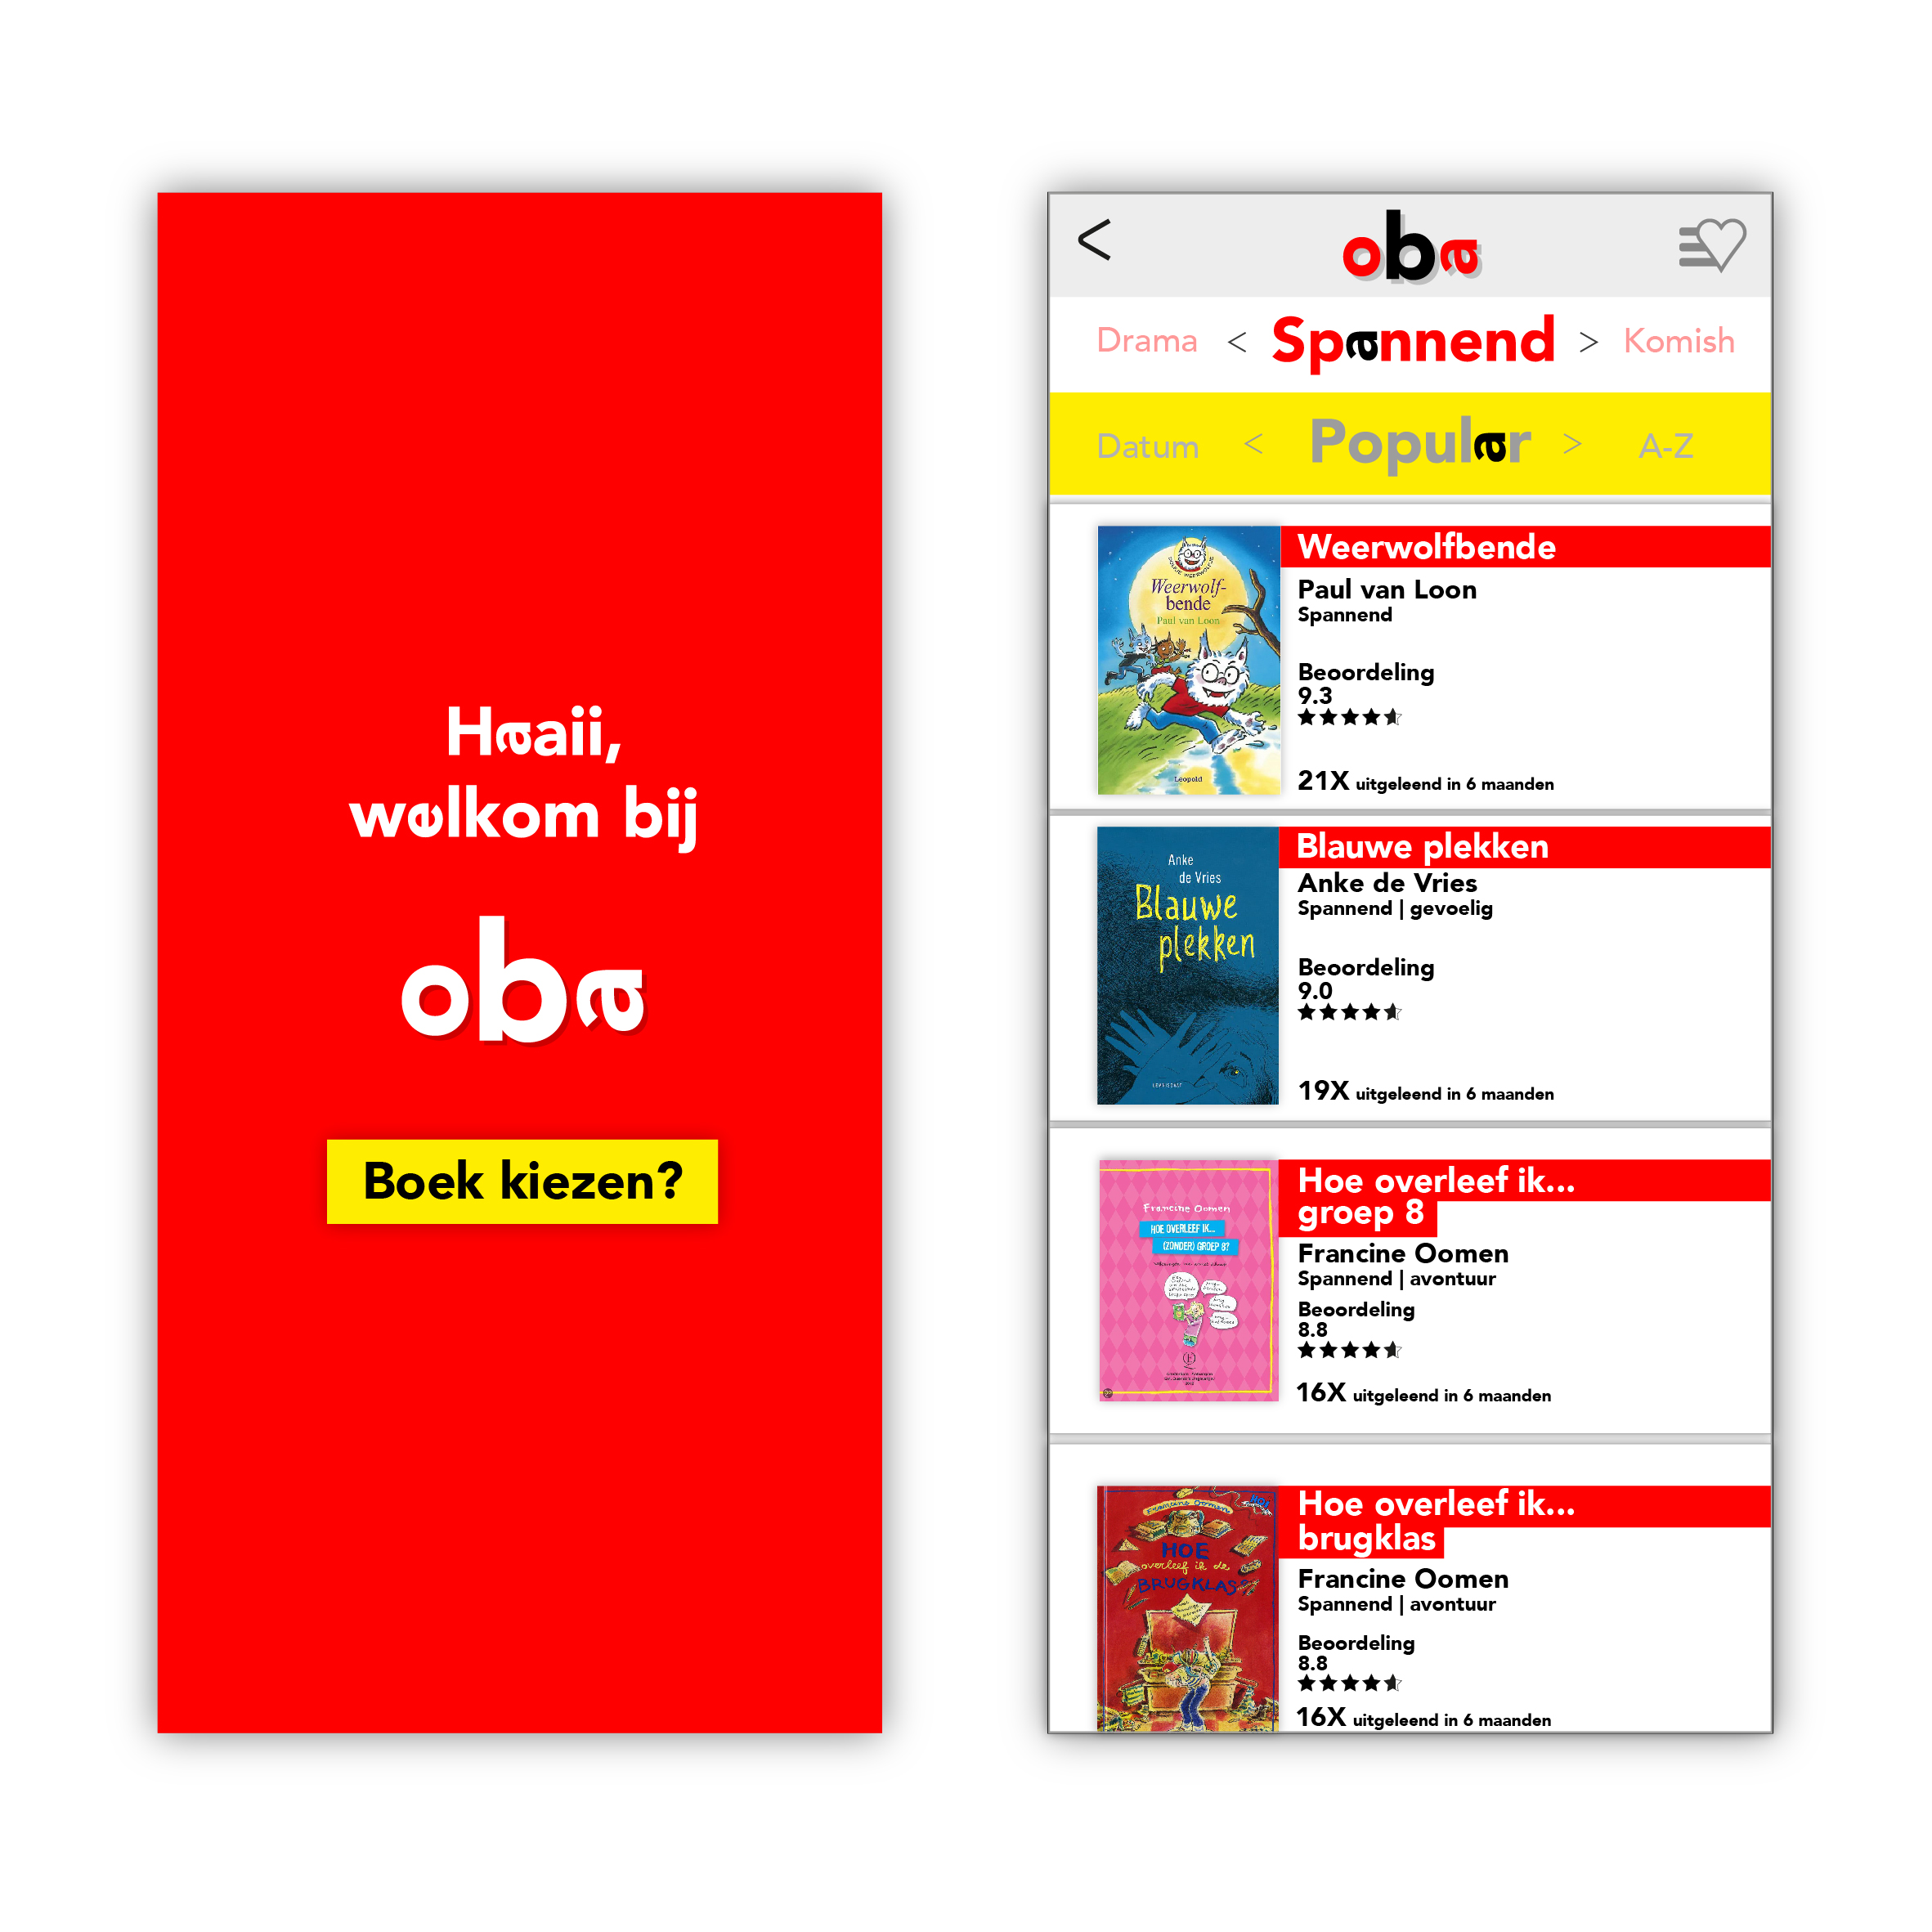 Haaii,
welkom bij
oba
Boek kiezen?
<
oba
Drama < Spannend > Komish
Datum < Popular > A-Z
Weerwolf-
bende
Paul van Loon
Leopold
Weerwolfbende
Paul van Loon
Spannend
Beoordeling
9.3
21X uitgeleend in 6 maanden
Anke
de Vries
Blauwe
plekken
Blauwe plekken
Anke de Vries
Spannend | gevoelig
Beoordeling
9.0
19X uitgeleend in 6 maanden
Francine Oomen
HOE OVERLEEF IK...
(ZONDER) GROEP 8?
Hoe overleef ik...
groep 8
Francine Oomen
Spannend | avontuur
Beoordeling
8.8
16X uitgeleend in 6 maanden
Francine Oomen
HOE
overleef ik de
BRUGKLAS?
Hoe overleef ik...
brugklas
Francine Oomen
Spannend | avontuur
Beoordeling
8.8
16X uitgeleend in 6 maanden